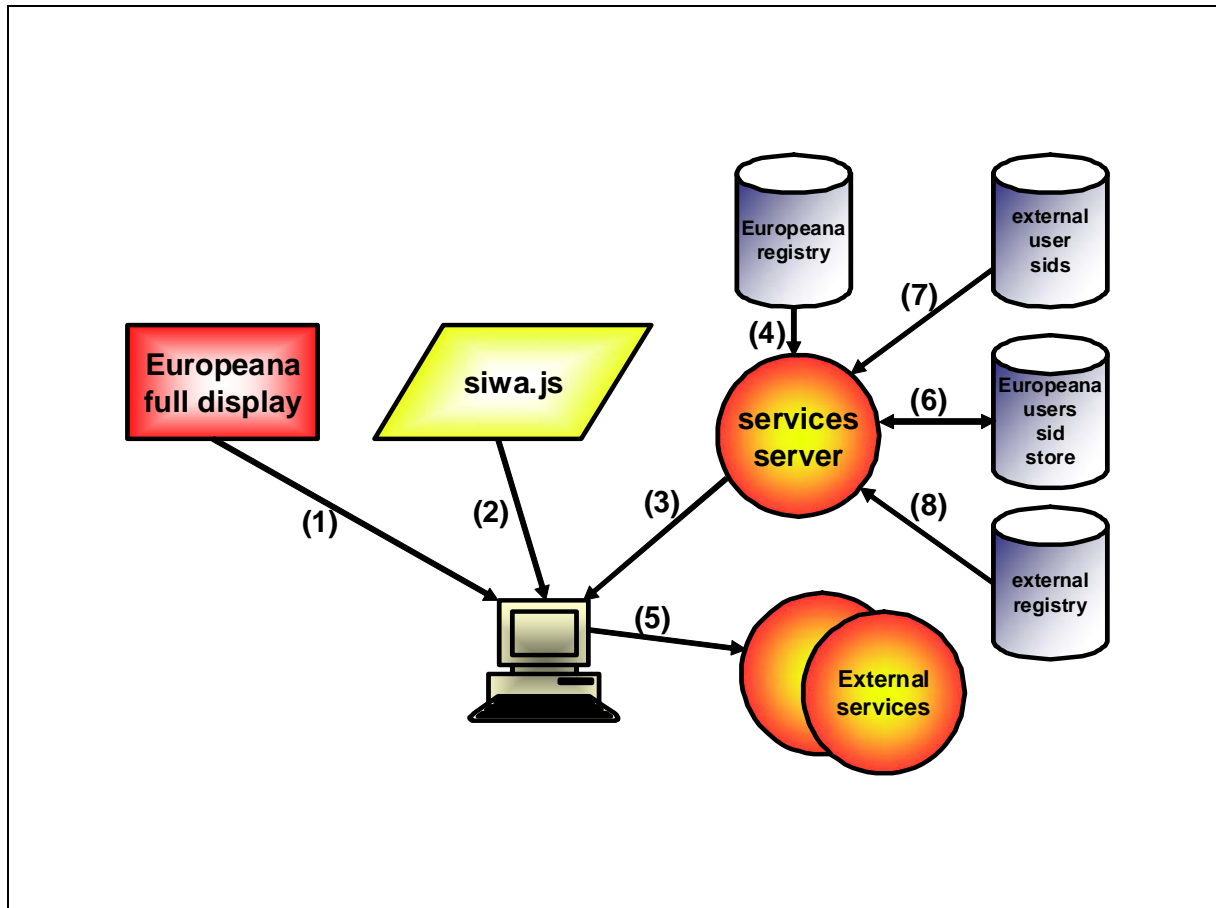 Europeana
registry
external
user
sids
(7)
(4)
Europeana
full display
siwa.js
services
server
(6)
Europeana
users
sid
store
(1)
(2)
(3)
(8)
external
registry
(5)
External
services